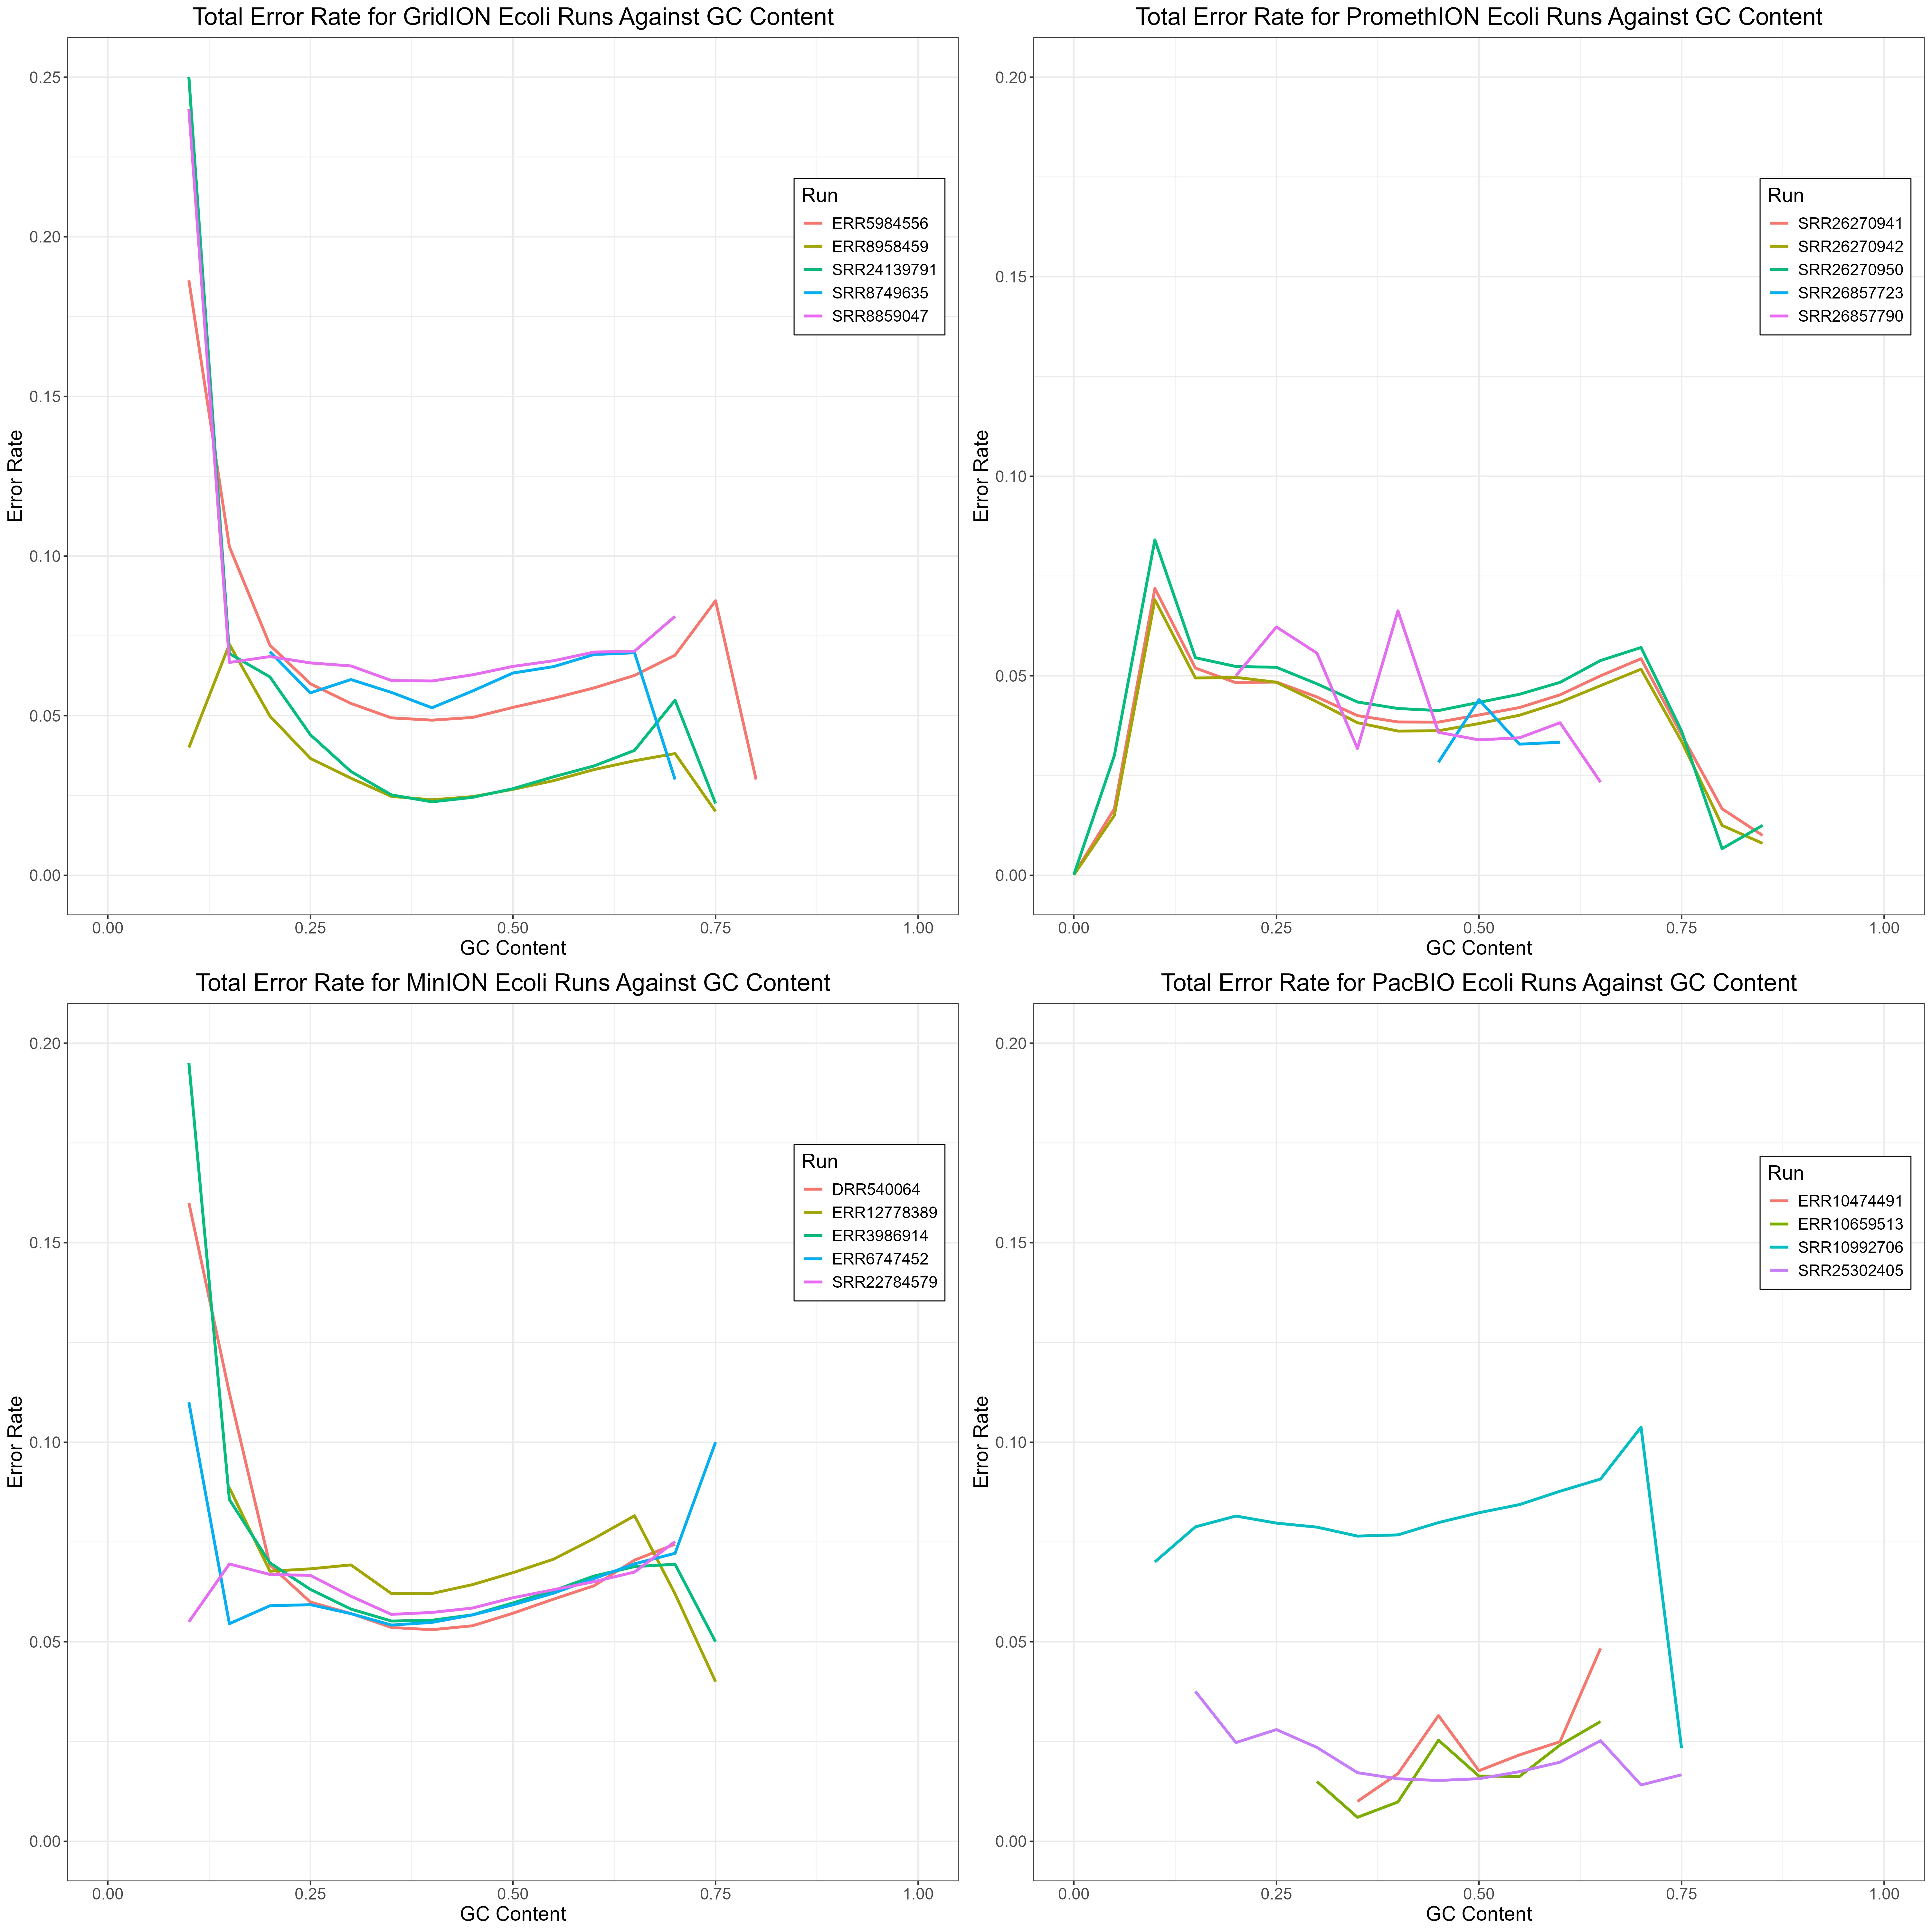 Total Error Rate for GridION Ecoli Runs Against GC Content
Error Rate
0.25
0.20
0.15
0.10
0.05
0.00
Run
ERR5984556
ERR8958459
SRR24139791
SRR8749635
SRR8859047
0.00 0.25 0.50 0.75 1.00
GC Content
Total Error Rate for PromethION Ecoli Runs Against GC Content
Error Rate
0.20
0.15
0.10
0.05
0.00
Run
SRR26270941
SRR26270942
SRR26270950
SRR26857723
SRR26857790
0.00 0.25 0.50 0.75 1.00
GC Content
Total Error Rate for MinION Ecoli Runs Against GC Content
Error Rate
0.20
0.15
0.10
0.05
0.00
Run
DRR540064
ERR12778389
ERR3986914
ERR6747452
SRR22784579
0.00 0.25 0.50 0.75 1.00
GC Content
Total Error Rate for PacBIO Ecoli Runs Against GC Content
Error Rate
0.20
0.15
0.10
0.05
0.00
Run
ERR10474491
ERR10659513
SRR10992706
SRR25302405
0.00 0.25 0.50 0.75 1.00
GC Content